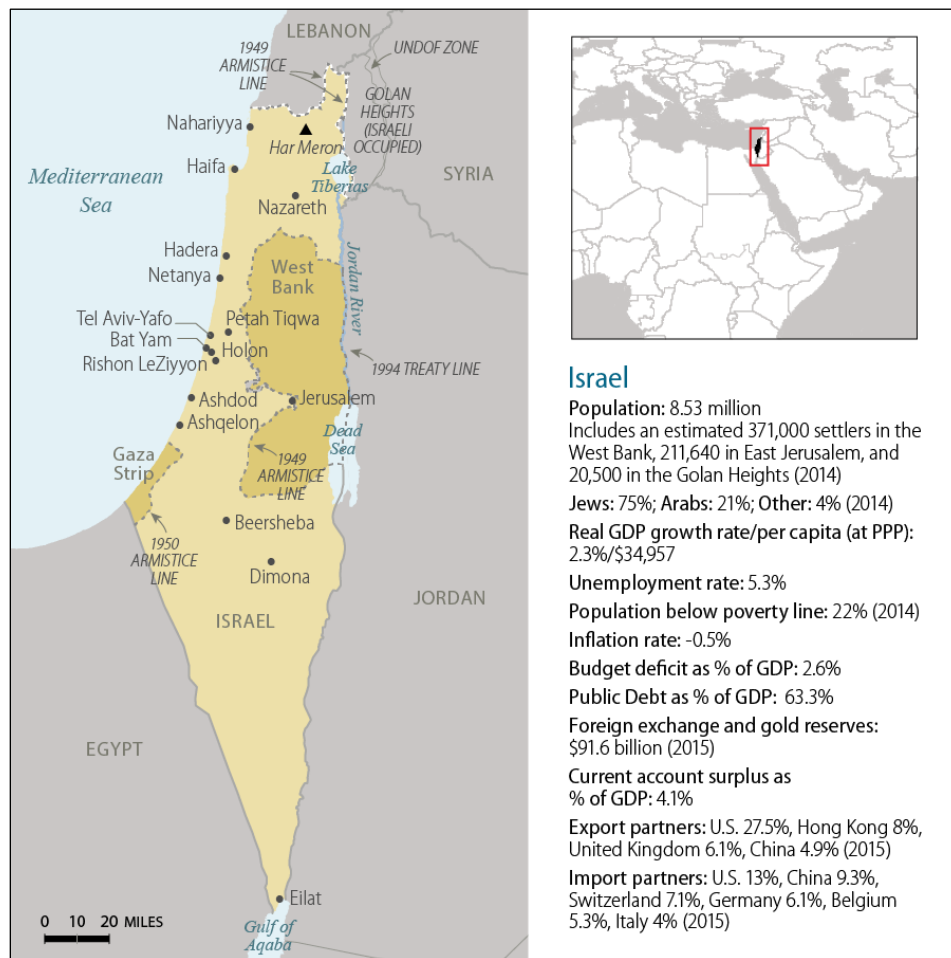 LEBANON
1949
ARMISTICE
LINE
UNDOF ZONE
GOLAN
HEIGHTS
(ISRAELI
OCCUPIED)
Nahariyya
Har Meron
Haifa
Lake
Tiberias
Mediterranean
Sea
SYRIA
Nazareth
Hadera
Netanya
West
Bank
Jordan River
Tel Aviv-Yafo
Petah Tiqwa
Bat Yam
Holon
Rishon LeZiyyon
1994 TREATY LINE
Ashdod
Jerusalem
Ashqelon
Dead
Sea
Gaza
Strip
1949
ARMISTICE
LINE
Beersheba
1950
ARMISTICE
LINE
Dimona
ISRAEL
JORDAN
EGYPT
Eilat
0 10 20 MILES
Gulf of
Aqaba
Israel
Population: 8.53 million
Includes an estimated 371,000 settlers in the
West Bank, 211,640 in East Jerusalem, and
20,500 in the Golan Heights (2014)
Jews: 75%; Arabs: 21%; Other: 4% (2014)
Real GDP growth rate/per capita (at PPP):
2.3%/$34,957
Unemployment rate: 5.3%
Population below poverty line: 22% (2014)
Inflation rate: -0.5%
Budget deficit as % of GDP: 2.6%
Public Debt as % of GDP: 63.3%
Foreign exchange and gold reserves:
$91.6 billion (2015)
Current account surplus as
% of GDP: 4.1%
Export partners: U.S. 27.5%, Hong Kong 8%,
United Kingdom 6.1%, China 4.9% (2015)
Import partners: U.S. 13%, China 9.3%,
Switzerland 7.1%, Germany 6.1%, Belgium
5.3%, Italy 4% (2015)